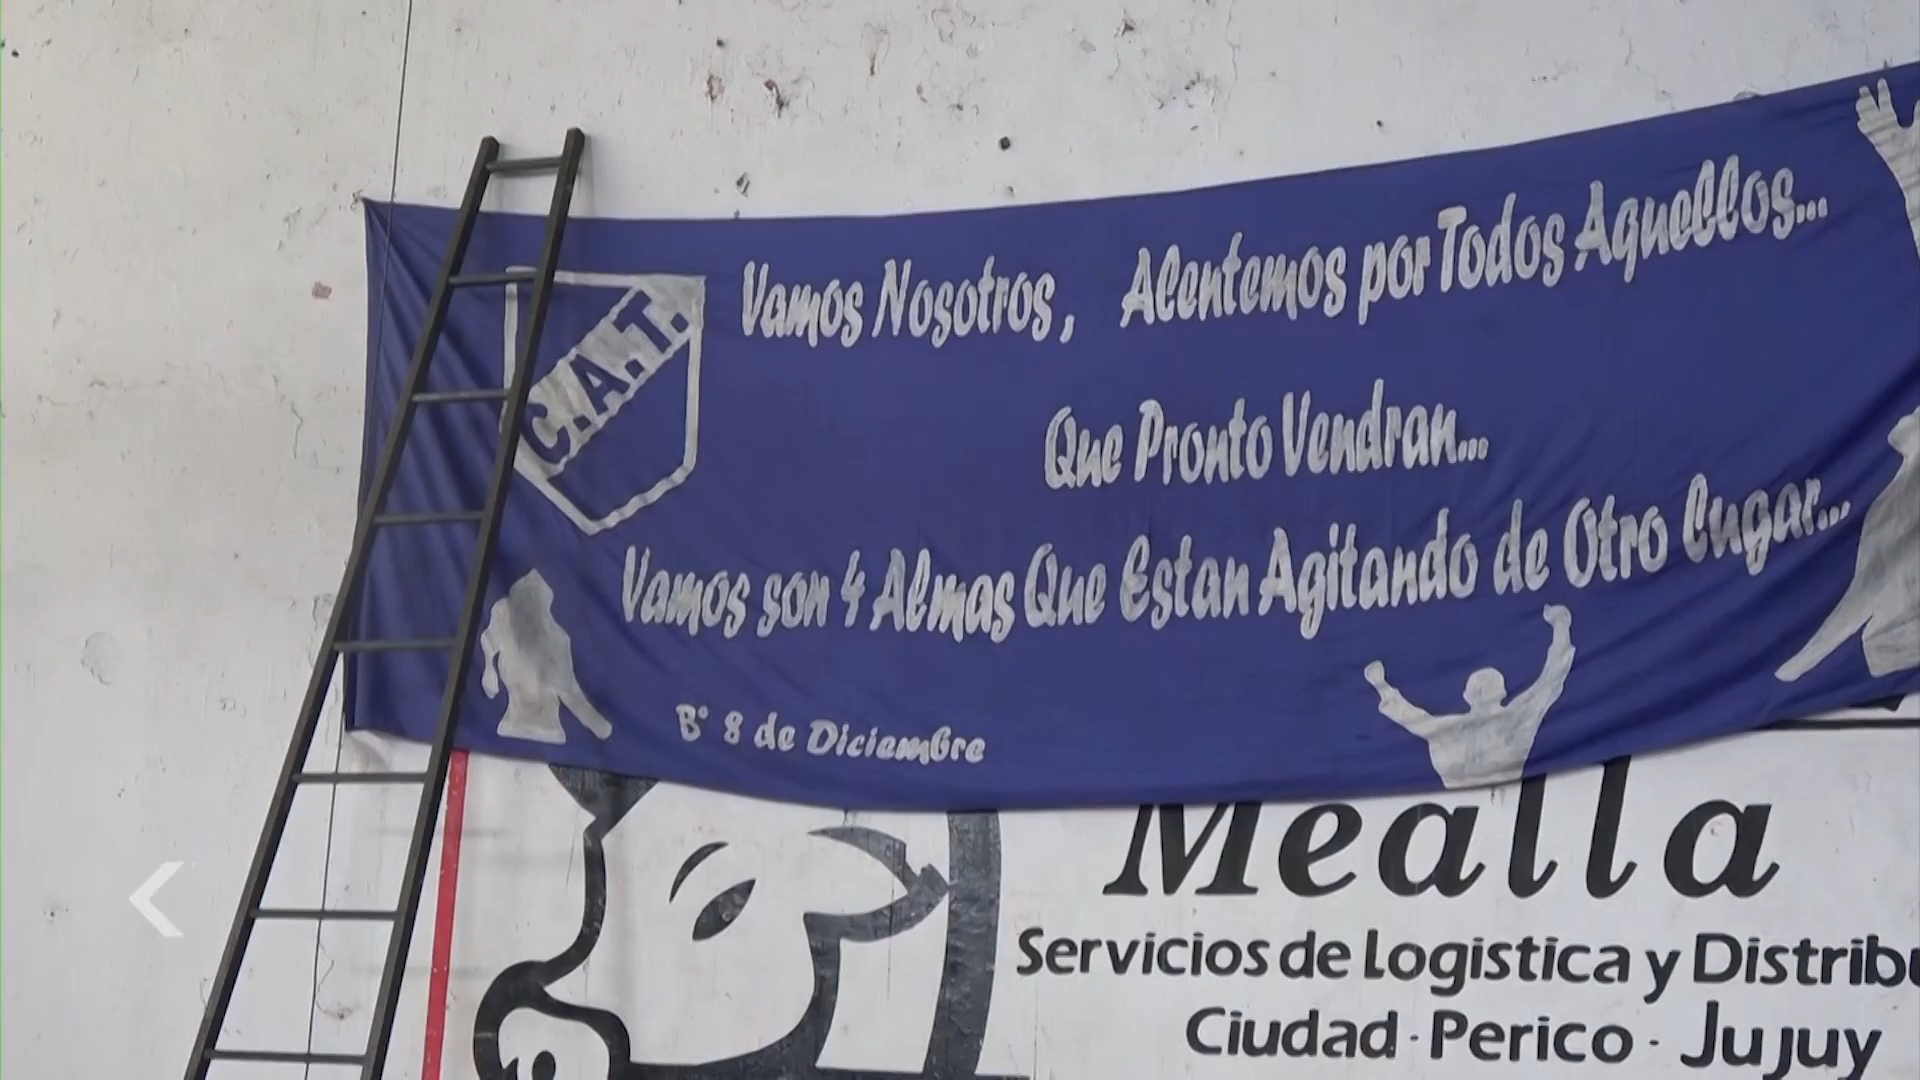 C.A.T.
Vamos Nosotros, Alentemos por Todos Aquellos...
Que Pronto Vendran...
Vamos son 4 Almas Que Estan Agitando de Otro Lugar...
B° 8 de Diciembre
Mealla
Servicios de Logistica y Distribu
Ciudad · Perico · Jujuy